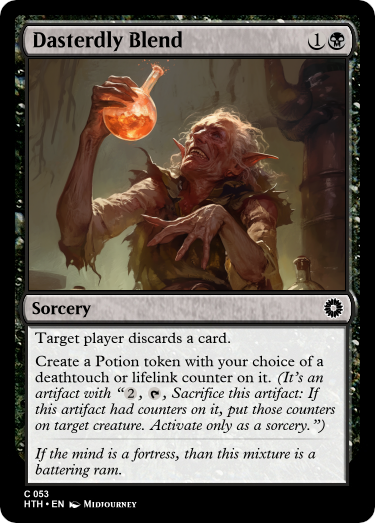 Dasterdly Blend 1
Sorcery
Target player discards a card.
Create a Potion token with your choice of a
deathtouch or lifelink counter on it. (It's an
artifact with “2, , Sacrifice this artifact: If
this artifact had counters on it, put those counters
on target creature. Activate only as a sorcery.”)
If the mind is a fortress, than this mixture is a
battering ram.
C 053
HTH • EN Midjourney